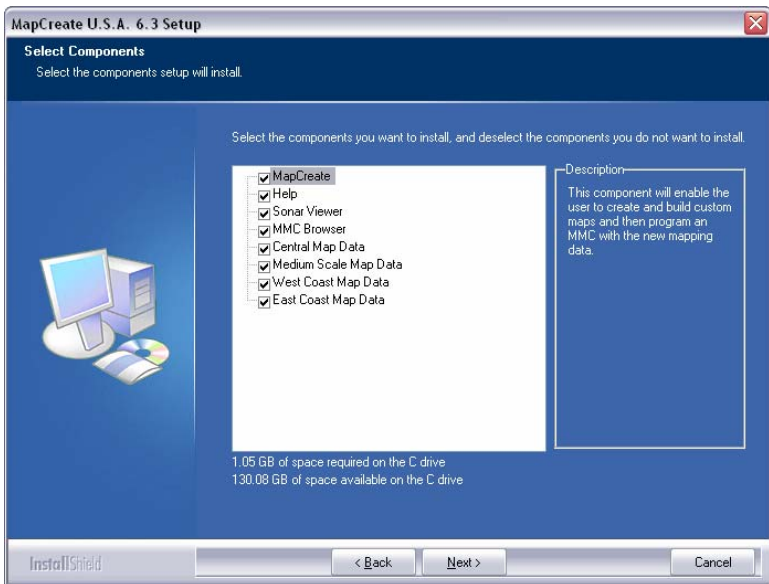 MapCreate U.S.A. 6.3 Setup
Select Components
Select the components setup will install.
Select the components you want to install, and deselect the components you do not want to install.
MapCreate
Help
Sonar Viewer
MMC Browser
Central Map Data
Medium Scale Map Data
West Coast Map Data
East Coast Map Data
Description
This component will enable the
user to create and build custom
maps and then program an
MMC with the new mapping
data.
1.05 GB of space required on the C drive
130.08 GB of space available on the C drive
InstallShield
< Back
Next >
Cancel